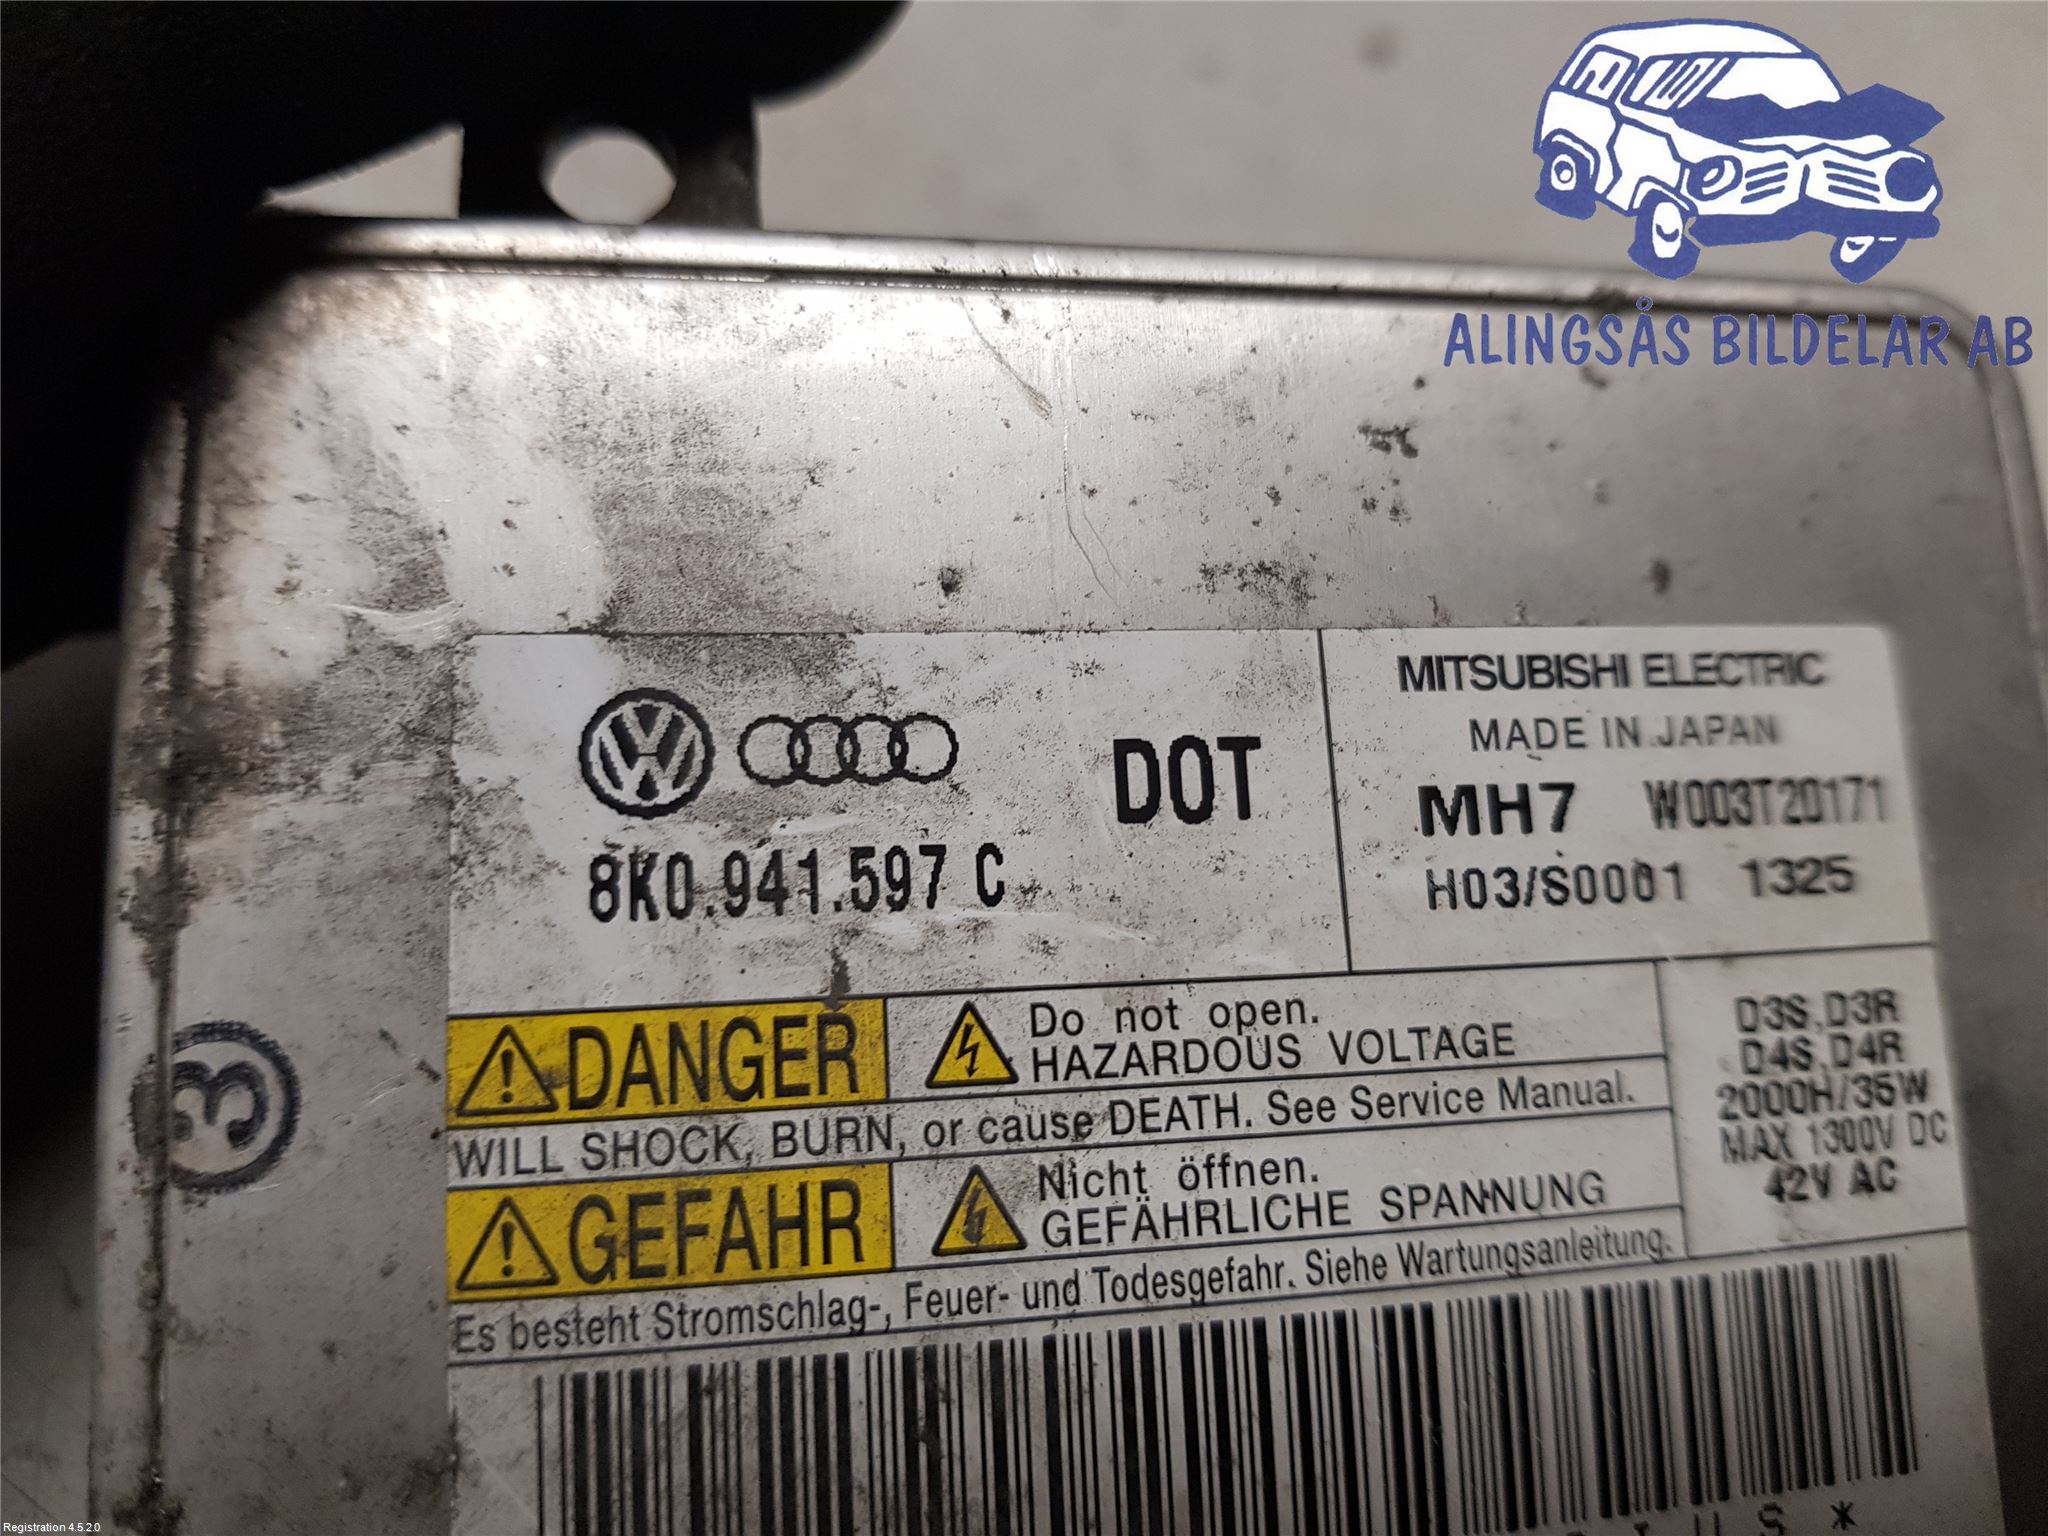 ALINGSÅS BILDELAR AB
8K0.941.597 C
DOT
MITSUBISHI ELECTRIC
MADE IN JAPAN
MH7 W003T20171
H03/S0001 1325
DANGER
Do not open.
HAZARDOUS VOLTAGE
WILL SHOCK, BURN, or cause DEATH. See Service Manual.
GEFAHR
Nicht öffnen.
GEFÄHRLICHE SPANNUNG
Es besteht Stromschlag-, Feuer- und Todesgefahr. Siehe Wartungsanleitung.
D3S,D3R
D4S,D4R
2000H/35W
MAX 1300V DC
42V AC
3
Registration 4.5.2.0